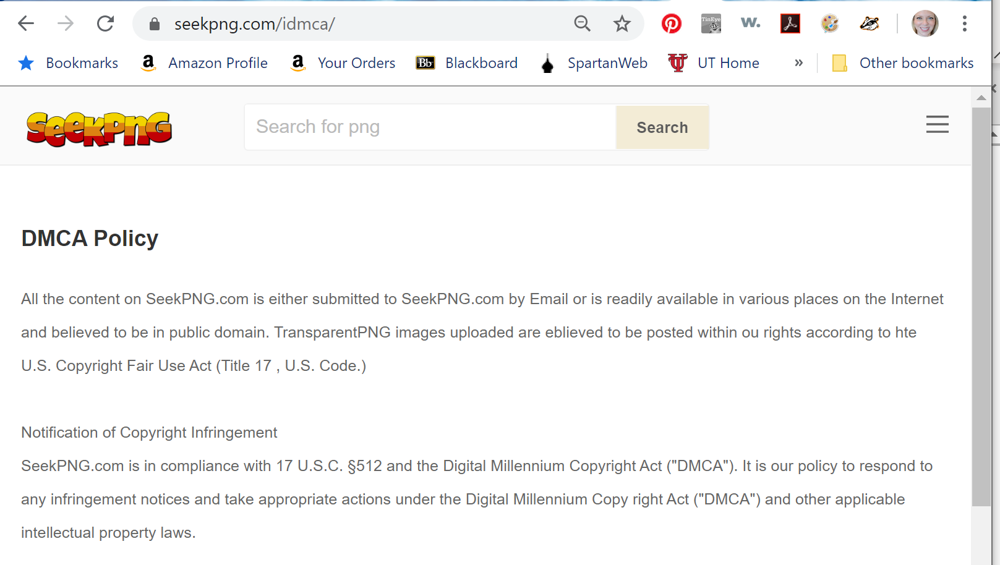 seekpng.com/idmca/
TinEye
w.
Bookmarks
Amazon Profile
Your Orders
Bb
Blackboard
SpartanWeb
UT Home
»
Other bookmarks
SeekPNG
Search for png
Search
DMCA Policy
All the content on SeekPNG.com is either submitted to SeekPNG.com by Email or is readily available in various places on the Internet
and believed to be in public domain. TransparentPNG images uploaded are eblieved to be posted within ou rights according to hte
U.S. Copyright Fair Use Act (Title 17 , U.S. Code.)
Notification of Copyright Infringement
SeekPNG.com is in compliance with 17 U.S.C. §512 and the Digital Millennium Copyright Act ("DMCA"). It is our policy to respond to
any infringement notices and take appropriate actions under the Digital Millennium Copy right Act ("DMCA") and other applicable
intellectual property laws.